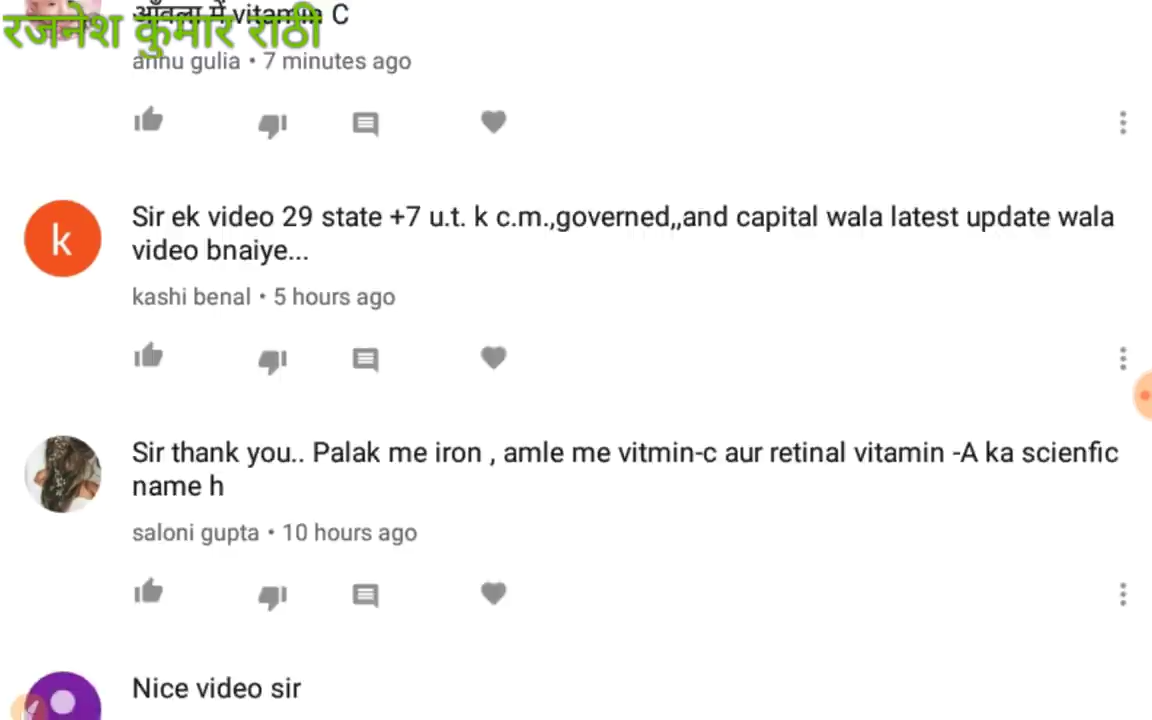 आँवला में vitamin C
रजनेश कुमार राठी
annu gulia • 7 minutes ago
Sir ek video 29 state +7 u.t. k c.m.,governed,,and capital wala latest update wala
video bnaiye...
k
kashi benal • 5 hours ago
Sir thank you.. Palak me iron , amle me vitmin-c aur retinal vitamin -A ka scienfic
name h
saloni gupta • 10 hours ago
Nice video sir